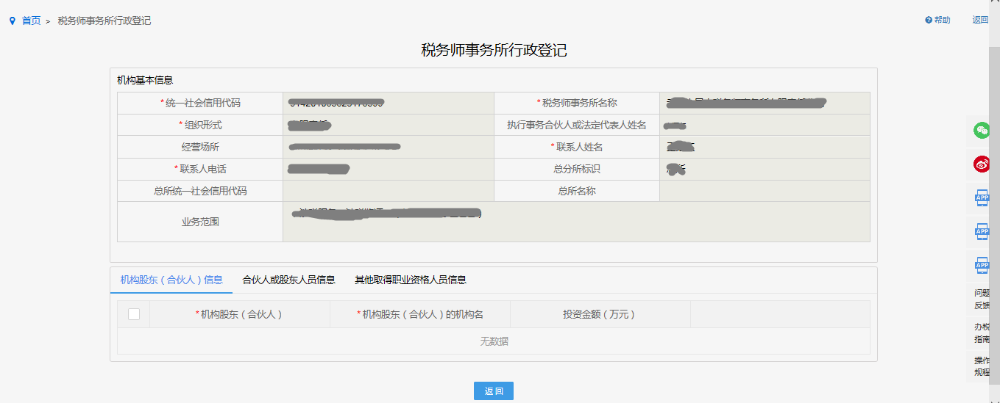 首页 > 税务师事务所行政登记
帮助 返回
税务师事务所行政登记
机构基本信息
*统一社会信用代码 *税务师事务所名称
*组织形式 执行事务合伙人或法定代表人姓名
经营场所 *联系人姓名
*联系人电话 总分所标识
总所统一社会信用代码 总所名称
业务范围
机构股东（合伙人）信息 合伙人或股东人员信息 其他取得职业资格人员信息
*机构股东（合伙人） *机构股东（合伙人）的机构名 投资金额（万元）
无数据
返回
APP
APP
APP
问题
反馈
办税
指南
操作
规程